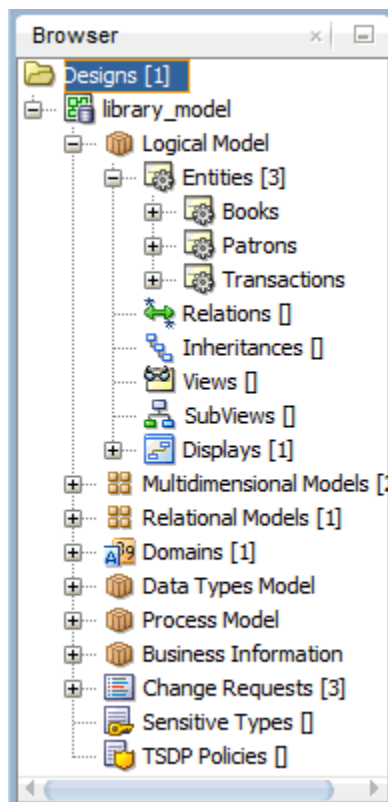 Browser
Designs [1]
library_model
Logical Model
Entities [3]
Books
Patrons
Transactions
Relations []
Inheritances []
Views []
SubViews []
Displays [1]
Multidimensional Models [
Relational Models [1]
Domains [1]
Data Types Model
Process Model
Business Information
Change Requests [3]
Sensitive Types []
TSDP Policies []